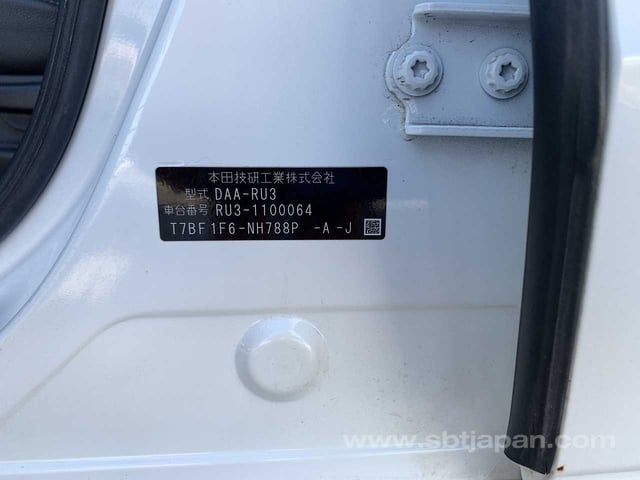 本田技研工業株式会社
型式 DAA-RU3
車台番号 RU3-1100064
T7BF1F6-NH788P -A -J
www.sbtjapan.com